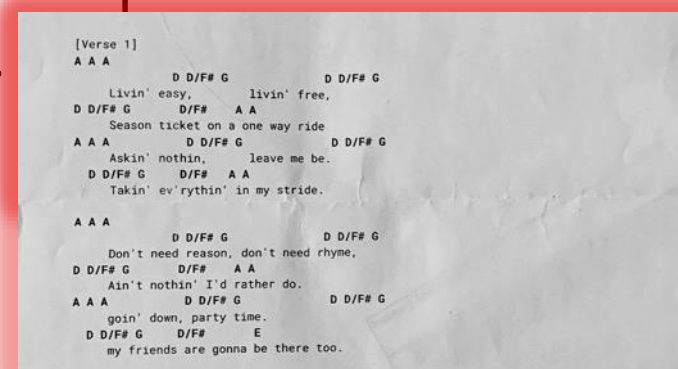 [Verse 1]
A A A
D D/F# G D D/F# G
Livin' easy, livin' free,
D D/F# G D/F# A A
Season ticket on a one way ride
A A A D D/F# G D D/F# G
Askin' nothin, leave me be.
D D/F# G D/F# A A
Takin' ev'rythin' in my stride.
A A A
D D/F# G D D/F# G
Don't need reason, don't need rhyme,
D D/F# G D/F# A A
Ain't nothin' I'd rather do.
A A A D D/F# G D D/F# G
goin' down, party time.
D D/F# G D/F# E
my friends are gonna be there too.